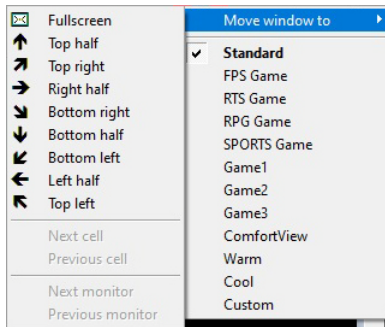 Fullscreen
Top half
Top right
Right half
Bottom right
Bottom half
Bottom left
Left half
Top left
Next cell
Previous cell
Next monitor
Previous monitor
Move window to
Standard
FPS Game
RTS Game
RPG Game
SPORTS Game
Game1
Game2
Game3
ComfortView
Warm
Cool
Custom